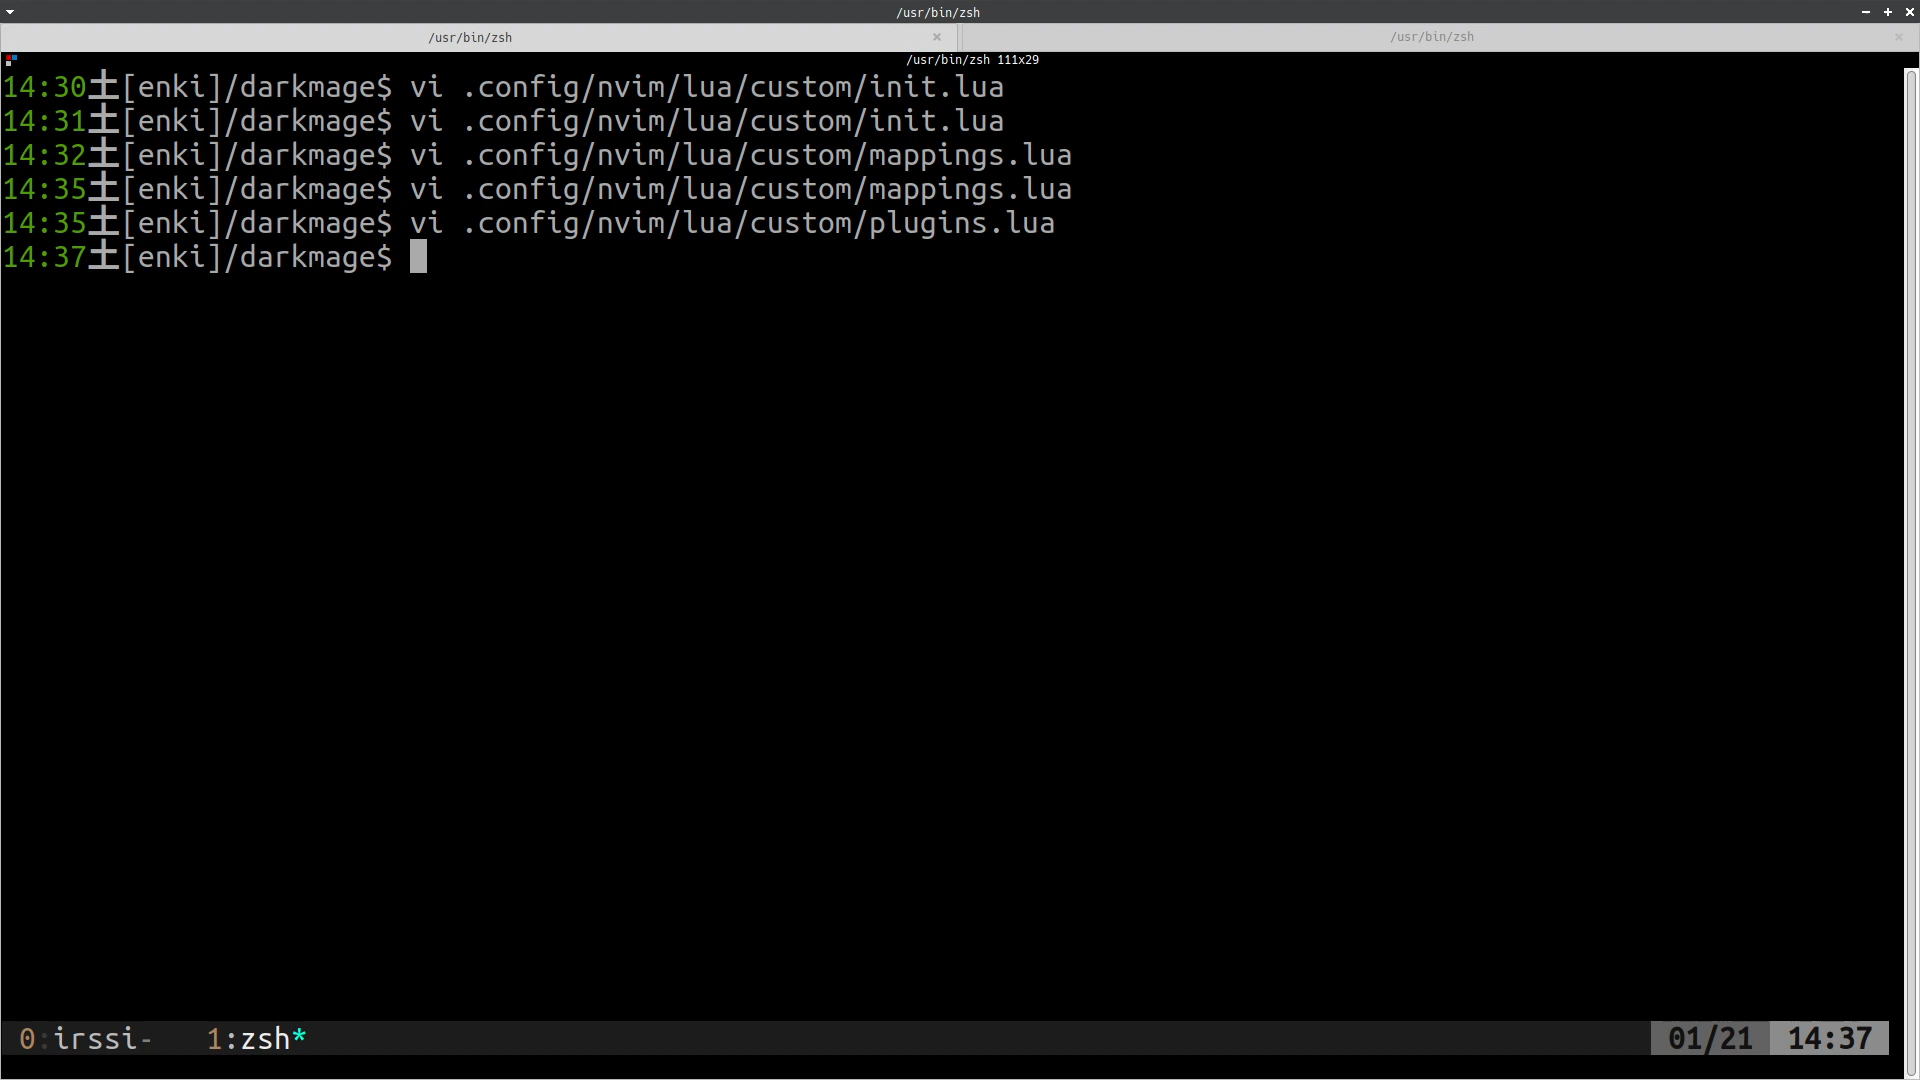 /usr/bin/zsh
/usr/bin/zsh × /usr/bin/zsh ×
/usr/bin/zsh 111x29
14:30土[enki]/darkmage$ vi .config/nvim/lua/custom/init.lua
14:31土[enki]/darkmage$ vi .config/nvim/lua/custom/init.lua
14:32土[enki]/darkmage$ vi .config/nvim/lua/custom/mappings.lua
14:35土[enki]/darkmage$ vi .config/nvim/lua/custom/mappings.lua
14:35土[enki]/darkmage$ vi .config/nvim/lua/custom/plugins.lua
14:37土[enki]/darkmage$
0:irssi- 1:zsh* 01/21 14:37